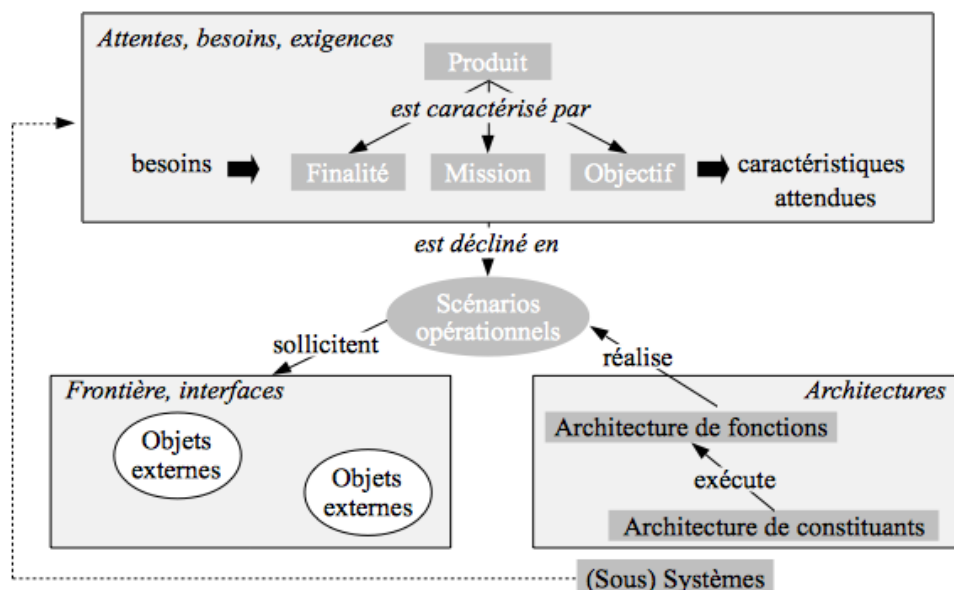 Attentes, besoins, exigences
Produit
est caractérisé par
besoins
Finalité
Mission
Objectif
caractéristiques
attendues
est décliné en
Scénarios
opérationnels
sollicitent
réalise
Frontière, interfaces
Objets
externes
Objets
externes
Architectures
Architecture de fonctions
exécute
Architecture de constituants
(Sous) Systèmes